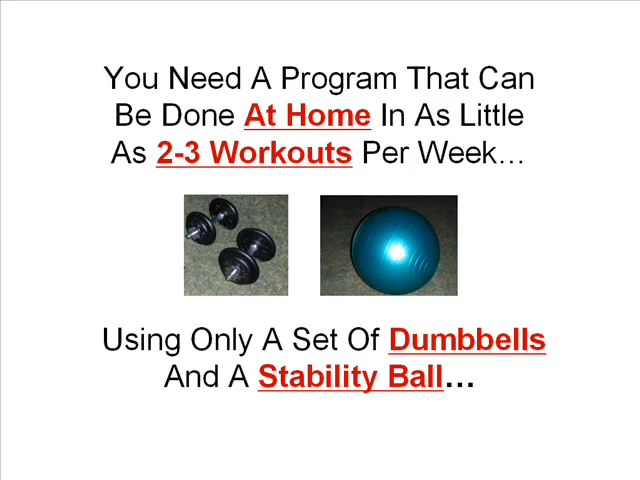 You Need A Program That Can
Be Done At Home In As Little
As 2-3 Workouts Per Week...
Using Only A Set Of Dumbbells
And A Stability Ball...